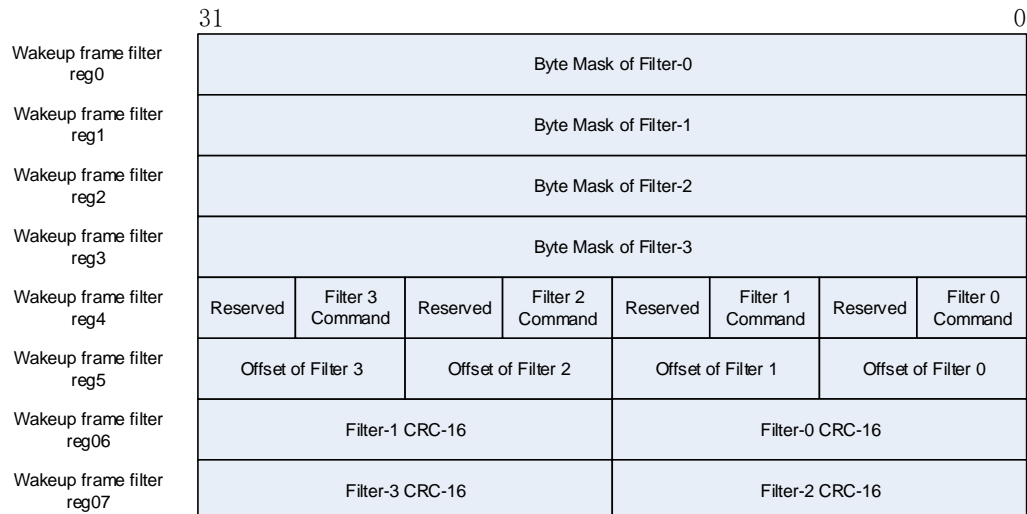 31 0
Wakeup frame filter
reg0
Byte Mask of Filter-0
Wakeup frame filter
reg1
Byte Mask of Filter-1
Wakeup frame filter
reg2
Byte Mask of Filter-2
Wakeup frame filter
reg3
Byte Mask of Filter-3
Wakeup frame filter
reg4
Reserved
Filter 3
Command
Reserved
Filter 2
Command
Reserved
Filter 1
Command
Reserved
Filter 0
Command
Wakeup frame filter
reg5
Offset of Filter 3
Offset of Filter 2
Offset of Filter 1
Offset of Filter 0
Wakeup frame filter
reg06
Filter-1 CRC-16
Filter-0 CRC-16
Wakeup frame filter
reg07
Filter-3 CRC-16
Filter-2 CRC-16